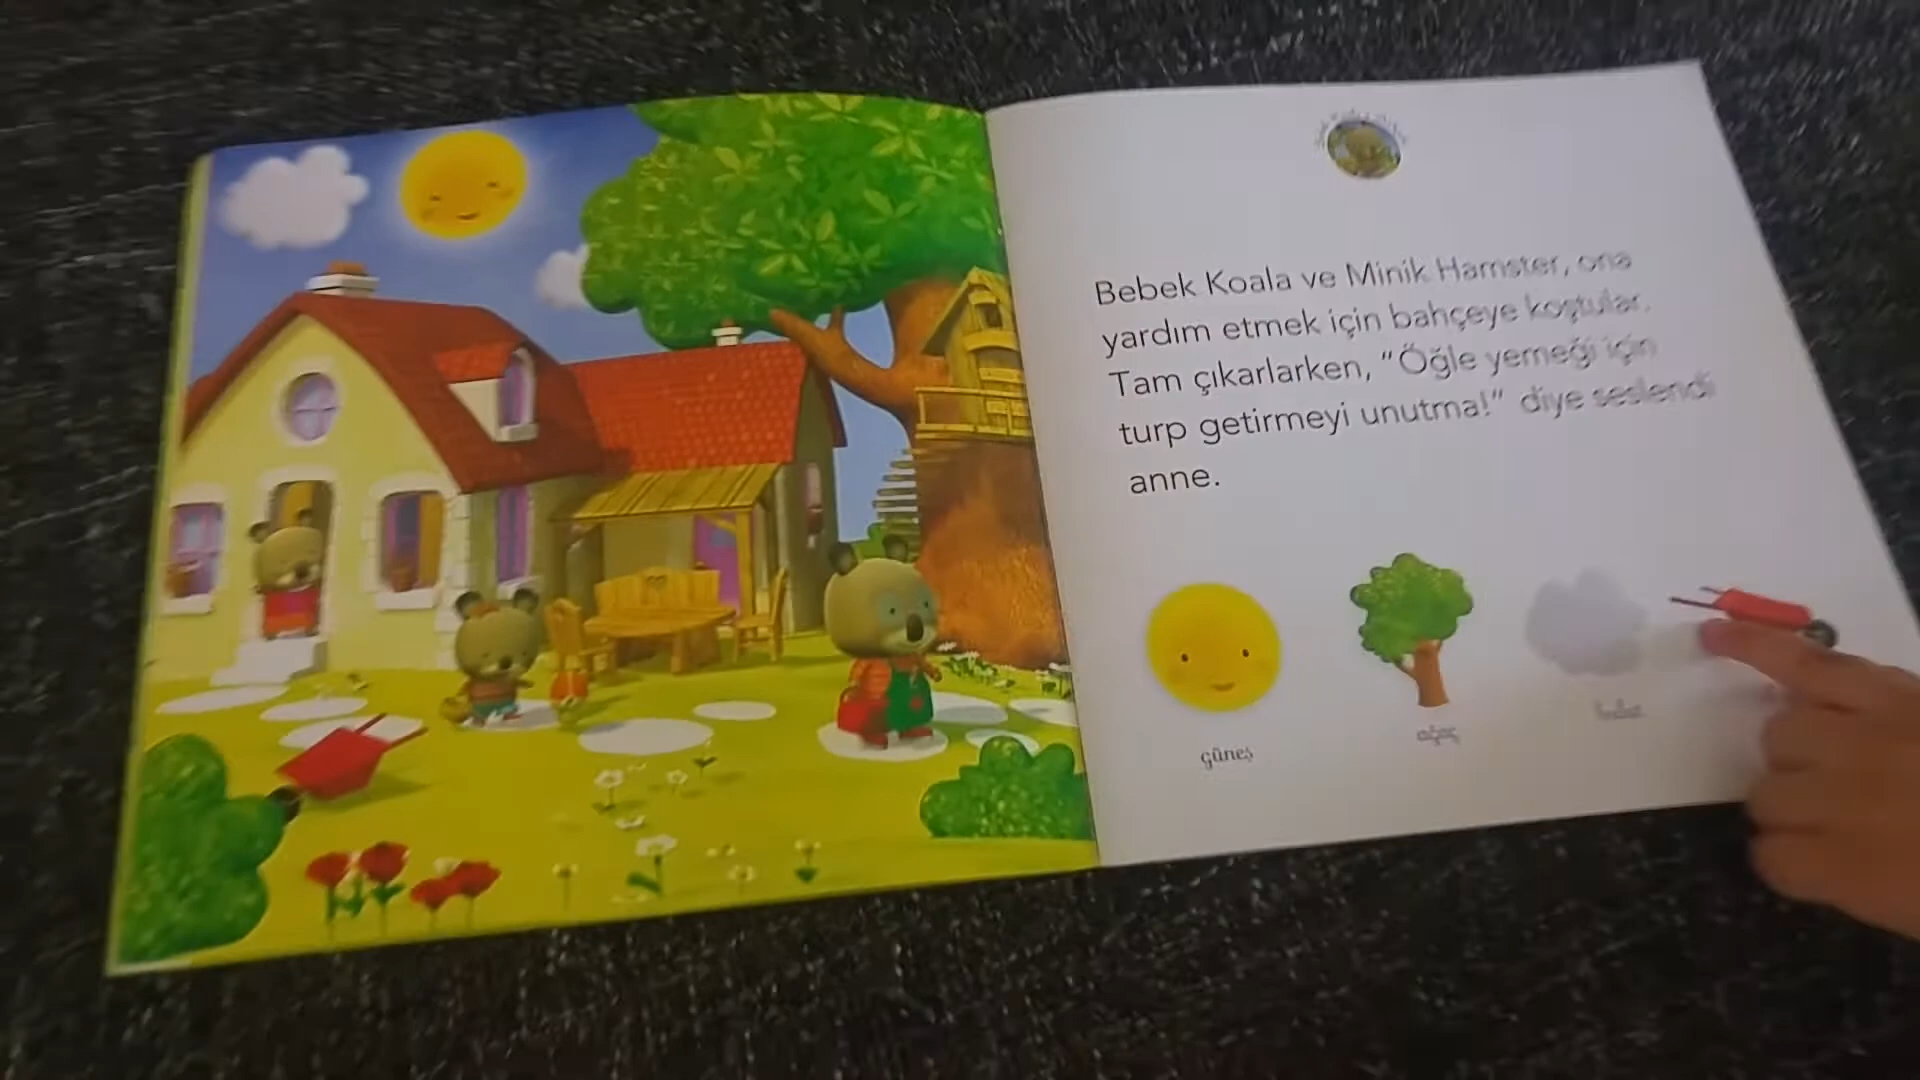 Bebek Koala ve Minik Hamster, ona
yardım etmek için bahçeye koştular.
Tam çıkarlarken, "Öğle yemeği için
turp getirmeyi unutma!" diye seslendi
anne.
güneş
ağaç